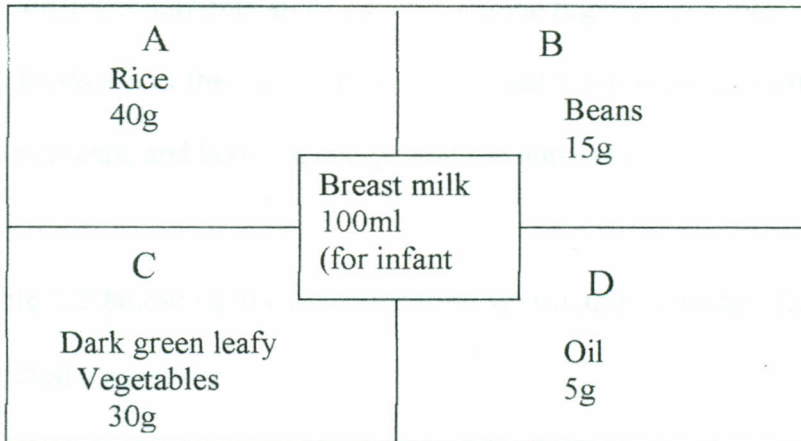 A
Rice
40g
B
Beans
15g
Breast milk
100ml
(for infant
C
Dark green leafy
Vegetables
30g
D
Oil
5g